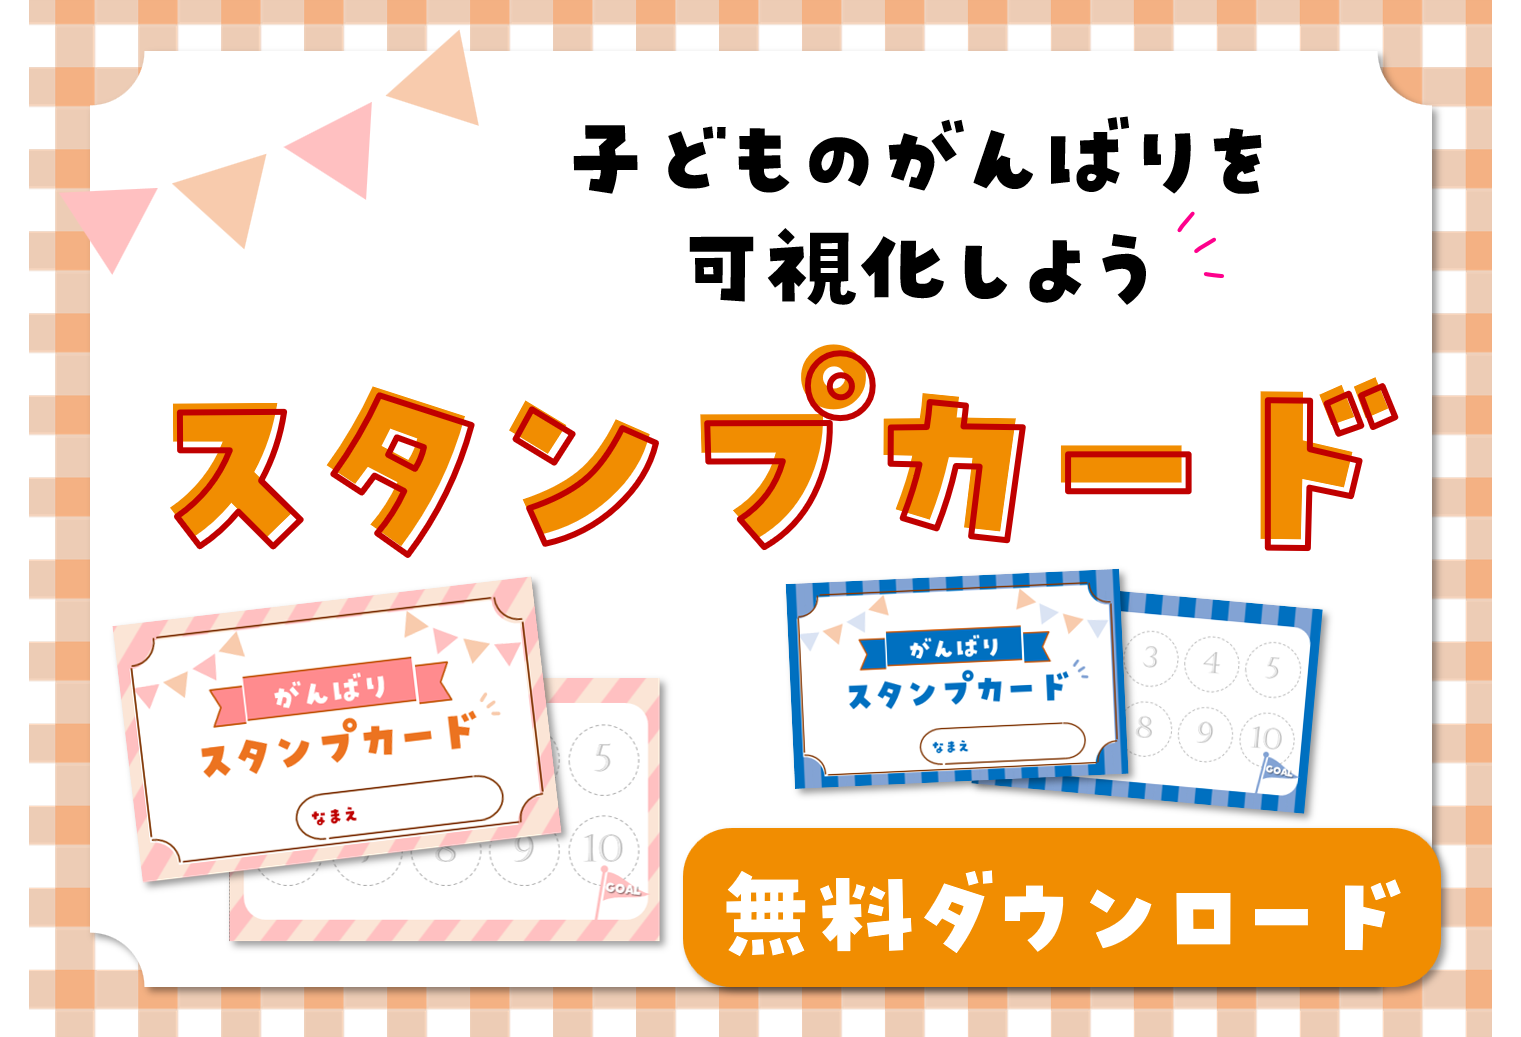 子どものがんばりを
可視化しよう
スタンプカード
がんばり
スタンプカード
なまえ
5
8 9 10
GOAL
がんばり
スタンプカード
なまえ
3 4 5
8 9 10
GOAL
無料ダウンロード